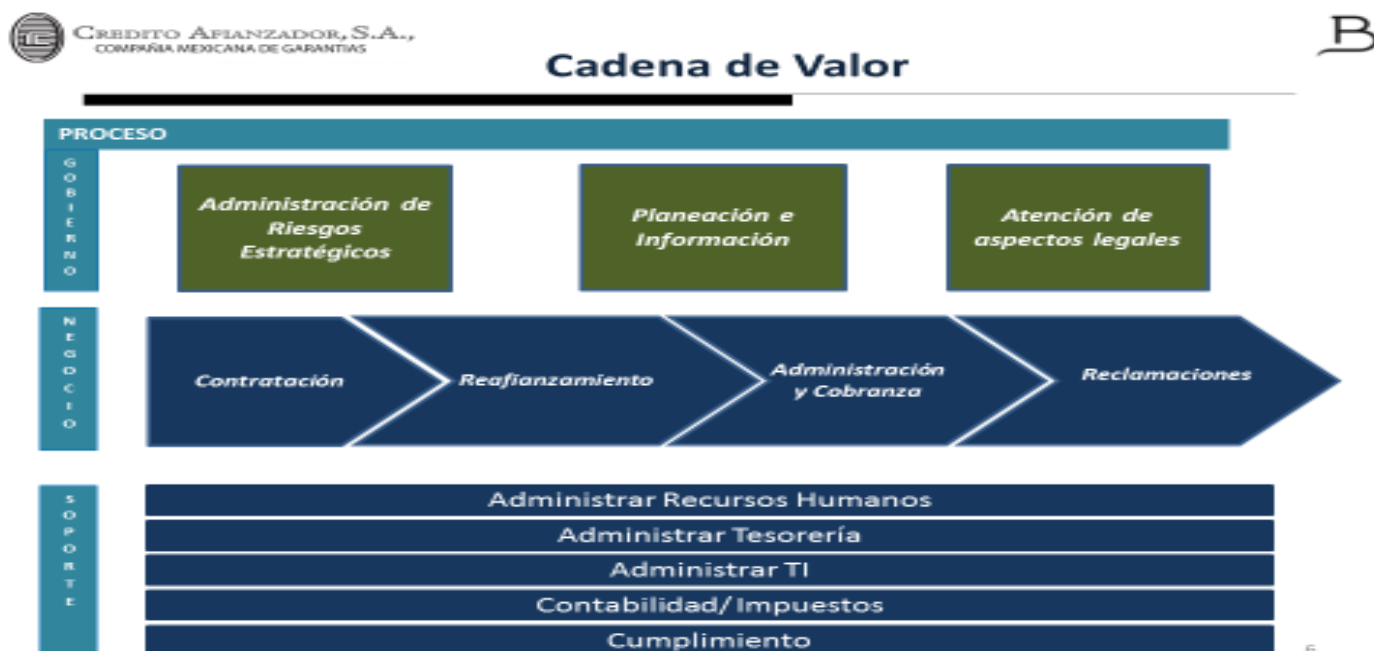 CREDITO AFIANZADOR, S.A.,
COMPAÑIA MEXICANA DE GARANTIAS
B
Cadena de Valor
PROCESO
GOBIERNO
Administración de
Riesgos
Estratégicos
Planeación e
Información
Atención de
aspectos legales
NEGOCIO
Contratación
Reafianzamiento
Administración
y Cobranza
Reclamaciones
SOPORTE
Administrar Recursos Humanos
Administrar Tesorería
Administrar TI
Contabilidad/Impuestos
Cumplimiento